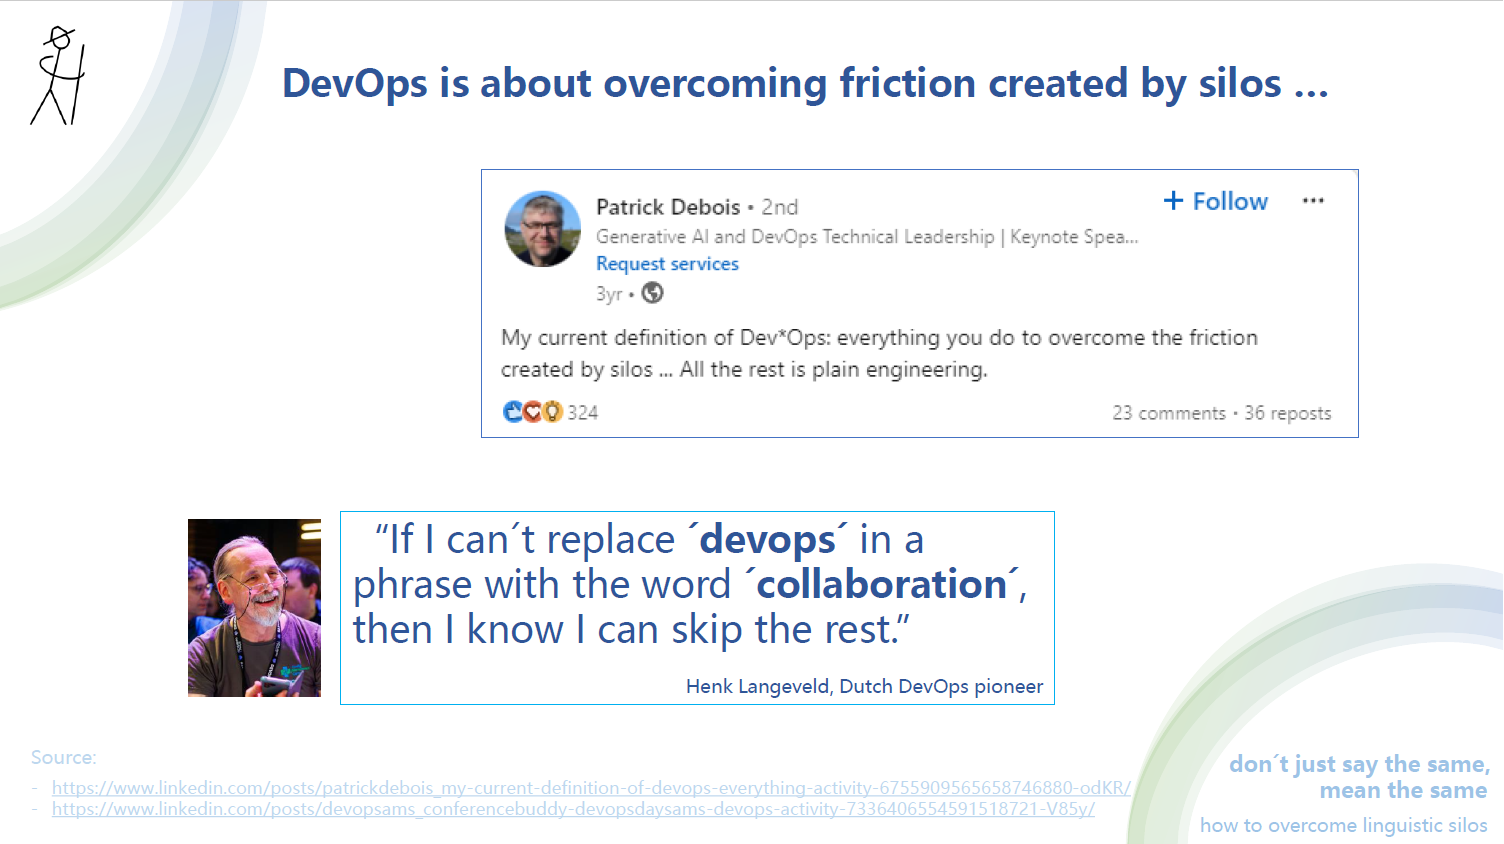 DevOps is about overcoming friction created by silos ...
Patrick Debois • 2nd
+ Follow ···
Generative AI and DevOps Technical Leadership | Keynote Spea...
Request services
3yr •
My current definition of Dev*Ops: everything you do to overcome the friction
created by silos ... All the rest is plain engineering.
324
23 comments • 36 reposts
“If I can´t replace ´devops´ in a
phrase with the word ´collaboration´,
then I know I can skip the rest.”
Henk Langeveld, Dutch DevOps pioneer
Source:
- https://www.linkedin.com/posts/patrickdebois_my-current-definition-of-devops-everything-activity-6755909565658746880-odKR/
- https://www.linkedin.com/posts/devopsams_conferencebuddy-devopsdaysams-devops-activity-7336406554591518721-V85y/
don´t just say the same,
mean the same
how to overcome linguistic silos